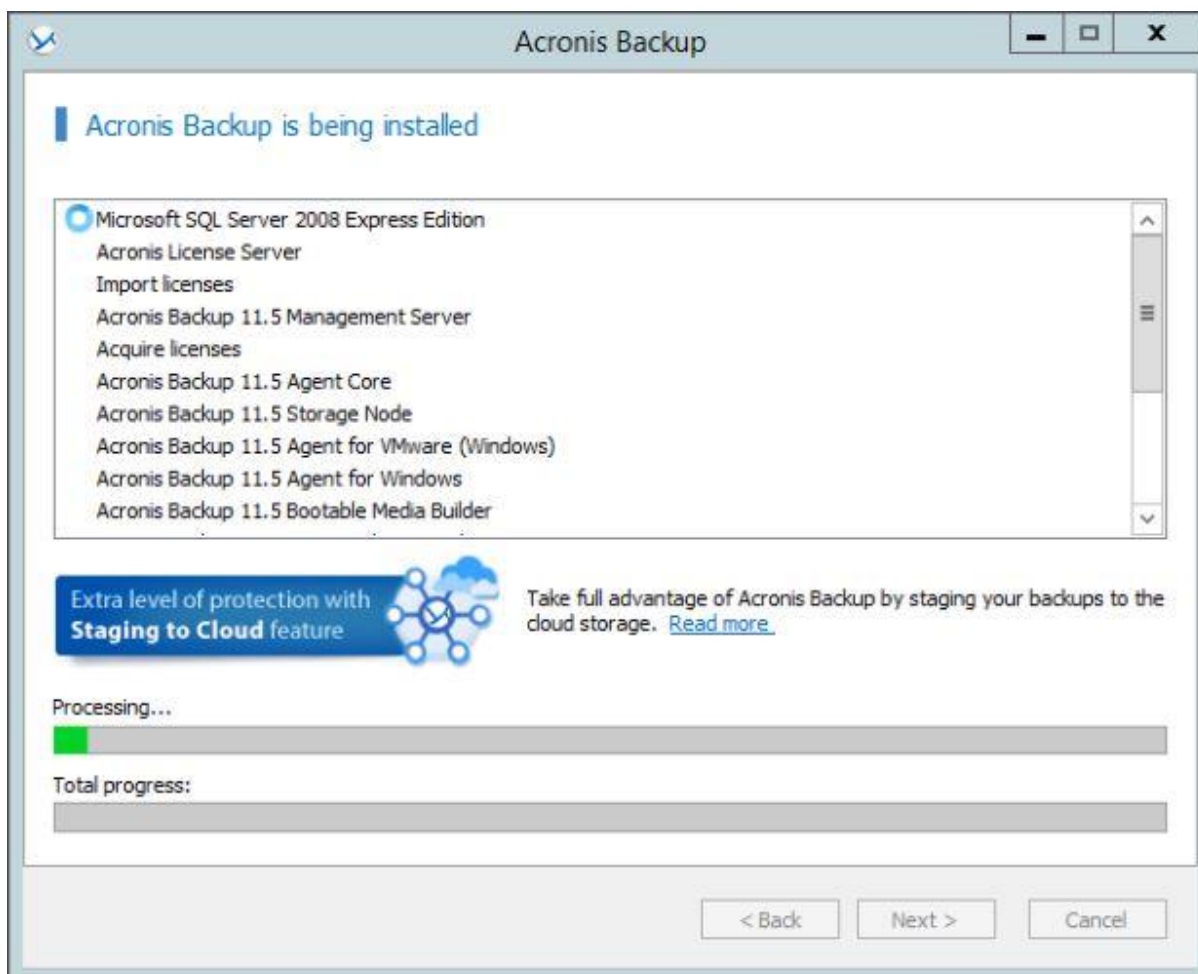 Acronis Backup
Acronis Backup is being installed
Microsoft SQL Server 2008 Express Edition
Acronis License Server
Import licenses
Acronis Backup 11.5 Management Server
Acquire licenses
Acronis Backup 11.5 Agent Core
Acronis Backup 11.5 Storage Node
Acronis Backup 11.5 Agent for VMware (Windows)
Acronis Backup 11.5 Agent for Windows
Acronis Backup 11.5 Bootable Media Builder
Extra level of protection with
Staging to Cloud feature
Take full advantage of Acronis Backup by staging your backups to the
cloud storage. Read more
Processing...
Total progress:
< Back
Next >
Cancel